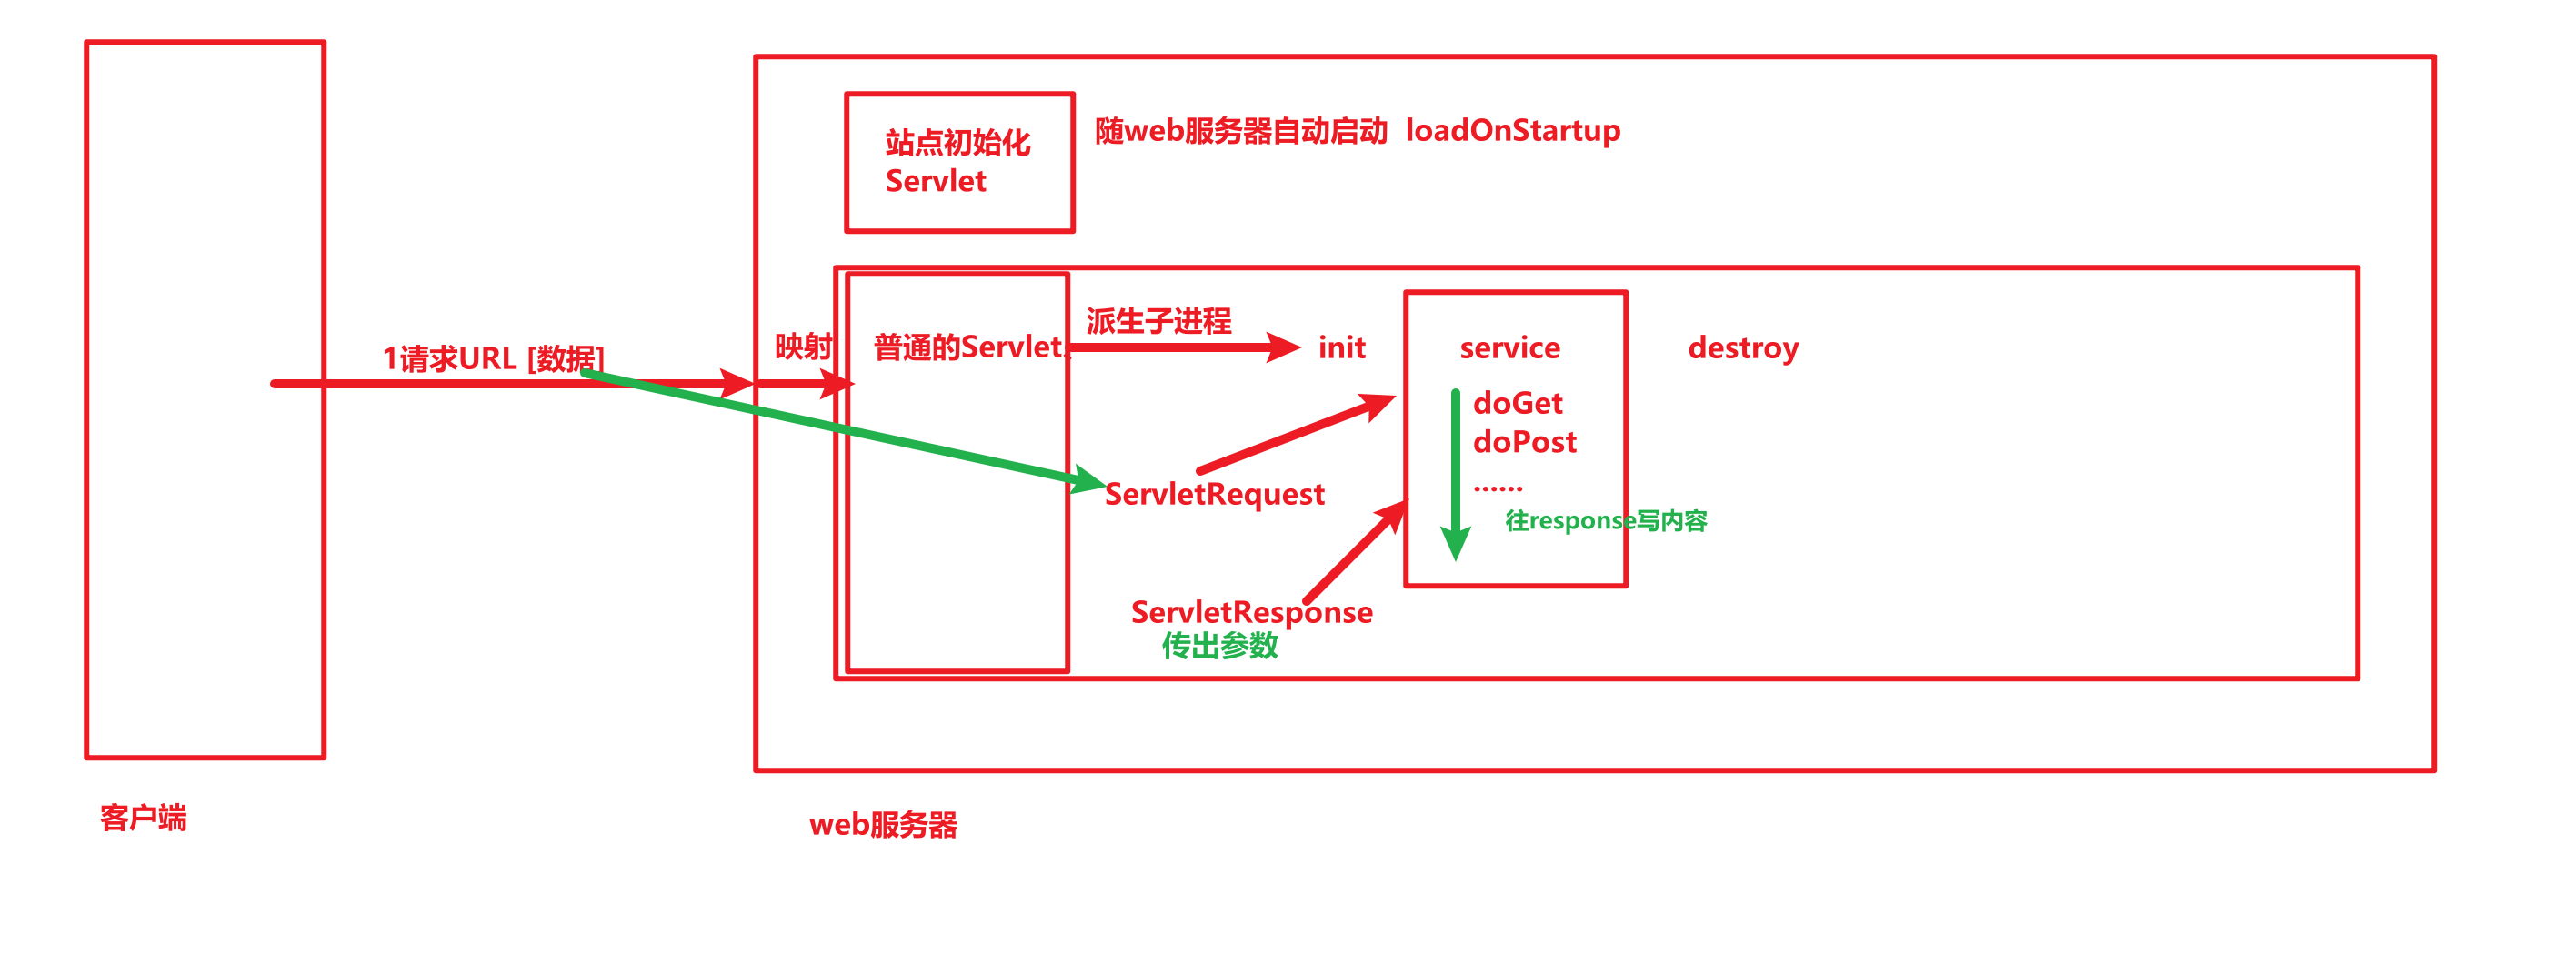 站点初始化
Servlet
随web服务器自动启动 loadOnStartup
1请求URL [数据]
映射
普通的Servlet
派生子进程
init
service
destroy
doGet
doPost
......
往response写内容
ServletRequest
ServletResponse
传出参数
客户端
web服务器